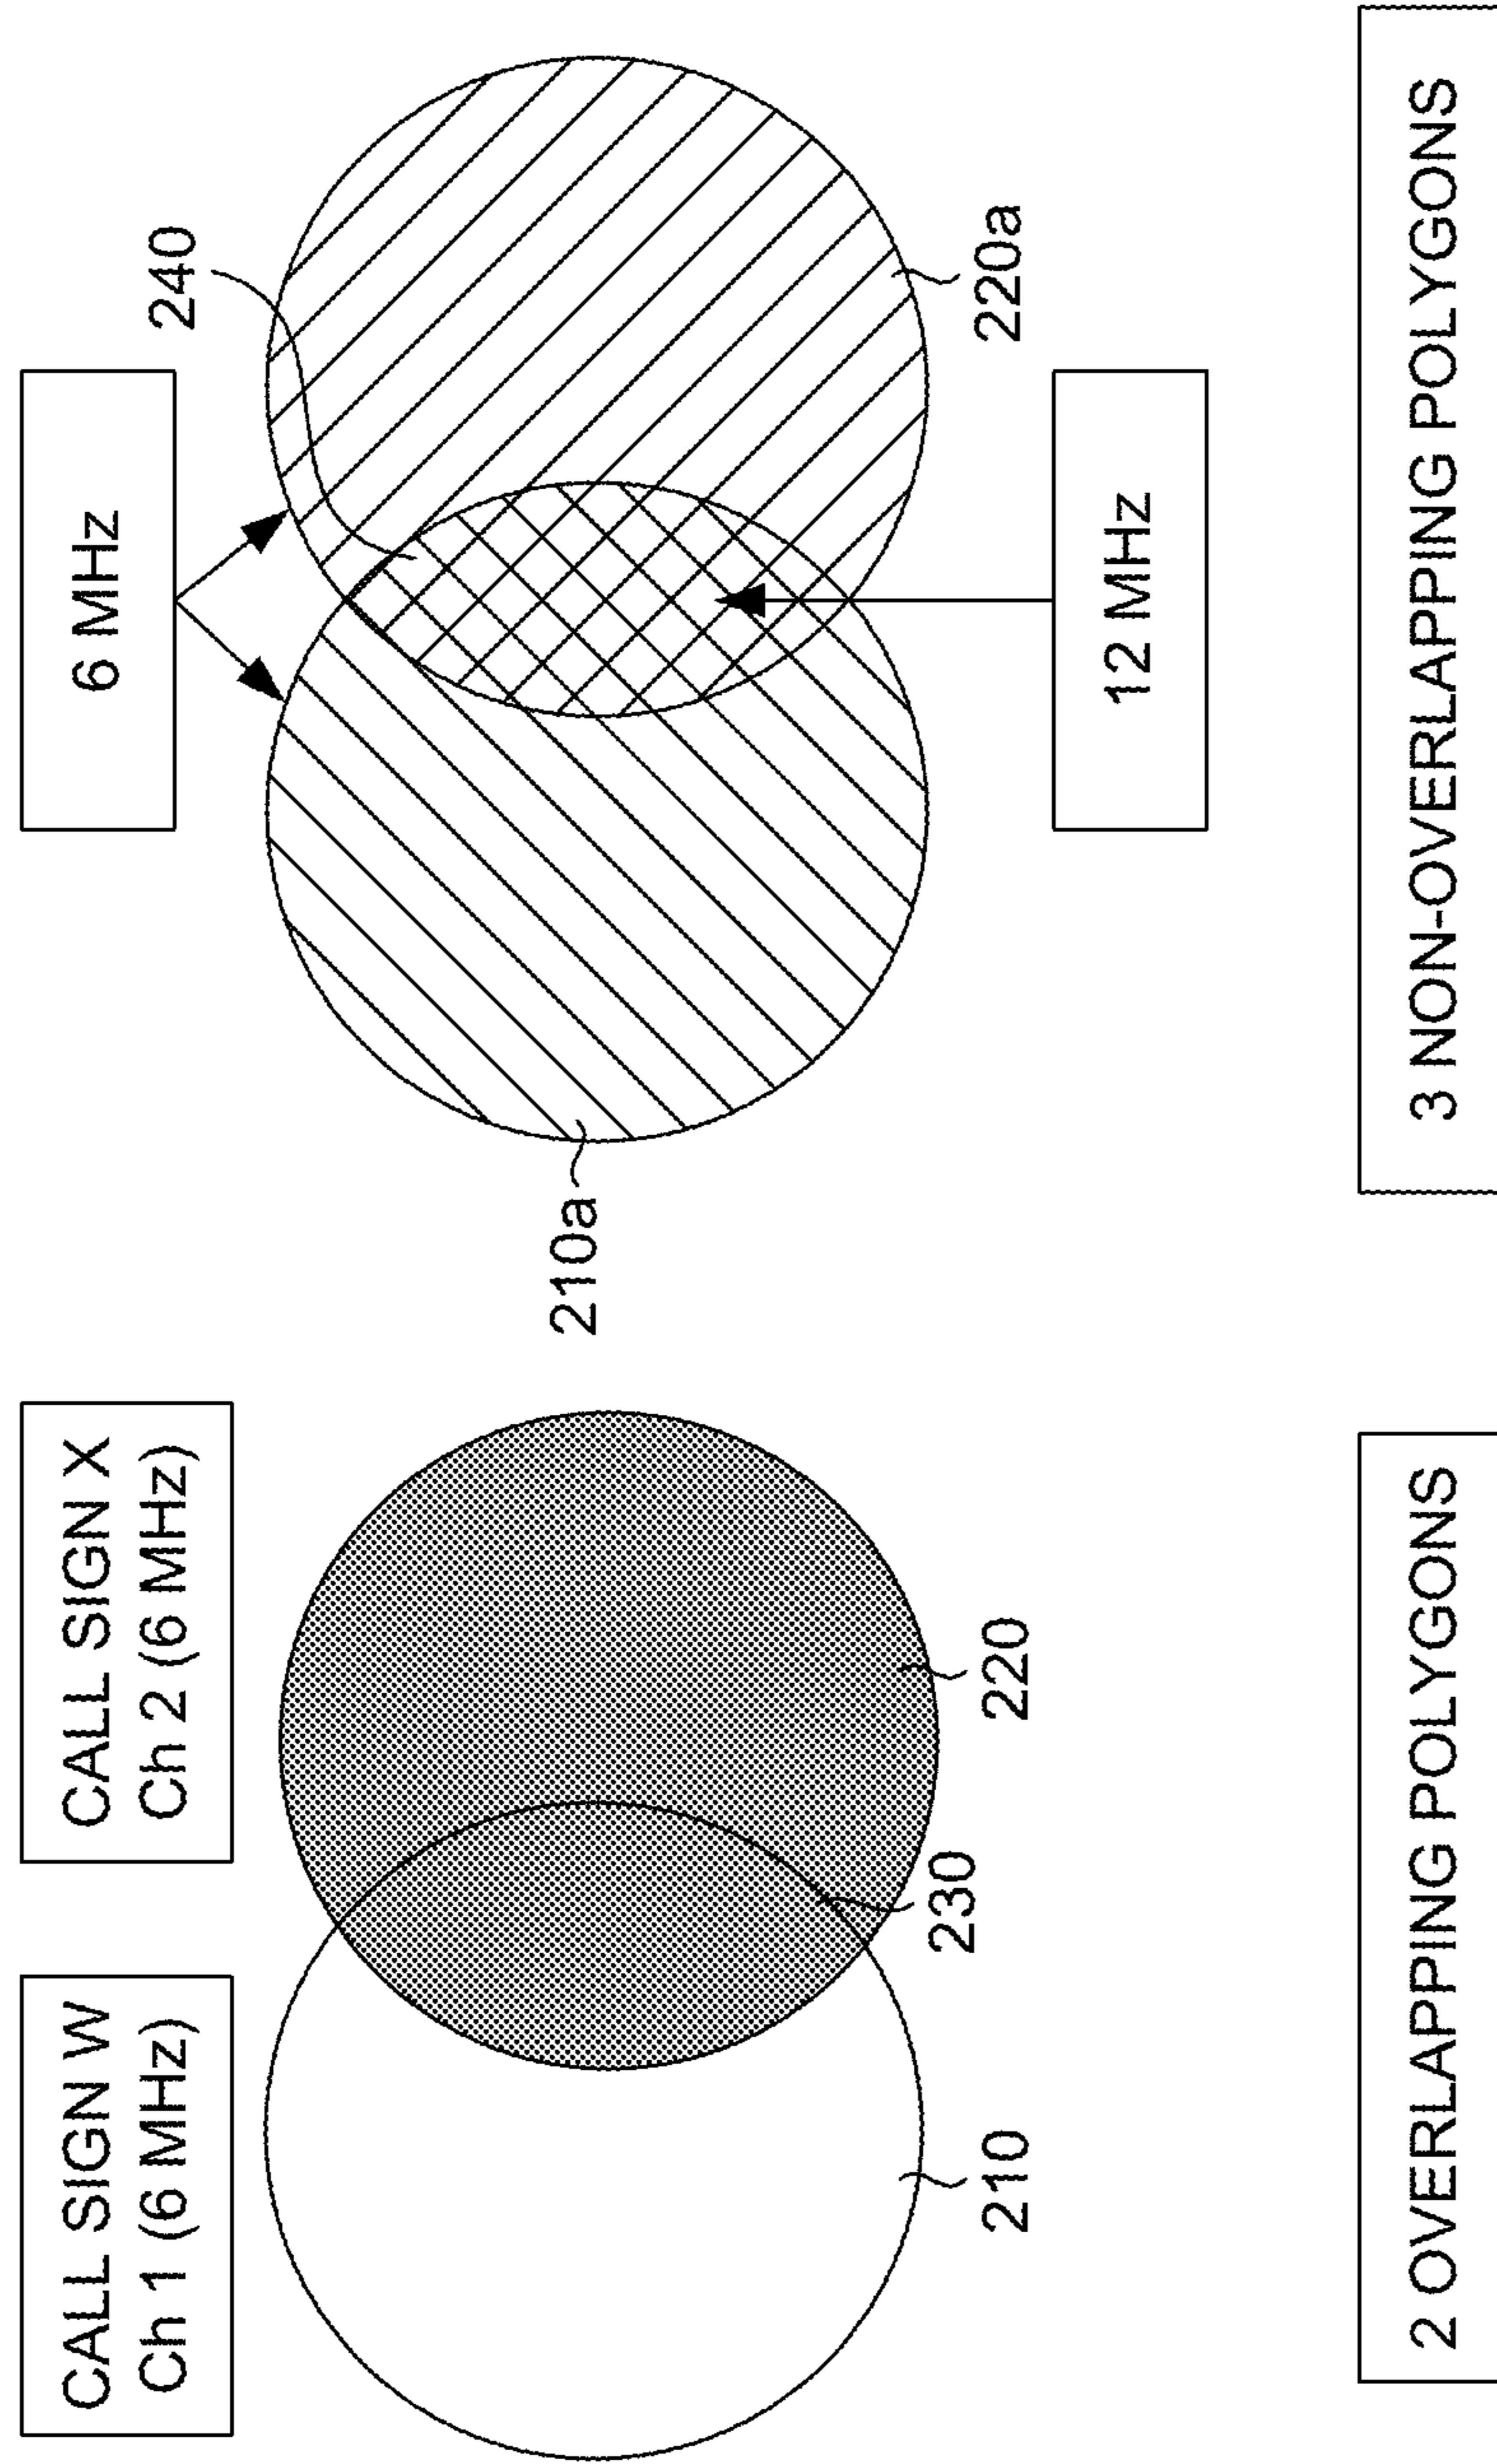 CALL SIGN W
Ch 1 (6 MHz)
CALL SIGN X
Ch 2 (6 MHz)
210
230
220
2 OVERLAPPING POLYGONS
6 MHz
240
210a
220a
12 MHz
3 NON-OVERLAPPING POLYGONS